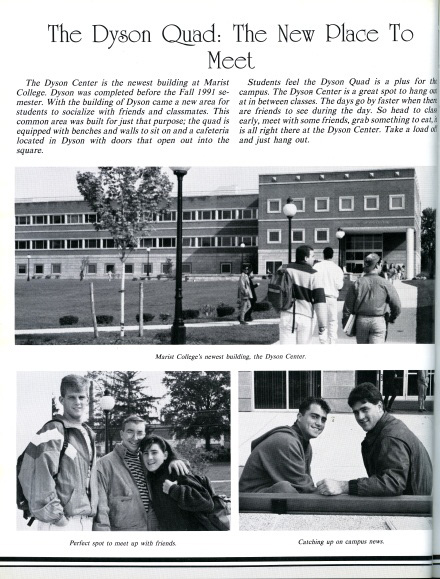 The Dyson Quad: The New Place To
Meet
The Dyson Center is the newest building at Marist
College. Dyson was completed before the Fall 1991 se-
mester. With the building of Dyson came a new area for
students to socialize with friends and classmates. This
common area was built for just that purpose; the quad is
equipped with benches and walls to sit on and a cafeteria
located in Dyson with doors that open out into the
square.
Students feel the Dyson Quad is a plus for the
campus. The Dyson Center is a great spot to hang out
at in between classes. The days go by faster when there
are friends to see during the day. So head to class
early, meet with some friends, grab something to eat,
is all right there at the Dyson Center. Take a load
and just hang out.
Marist College's newest building, the Dyson Center.
Perfect spot to meet up with friends.
Catching up on campus news.